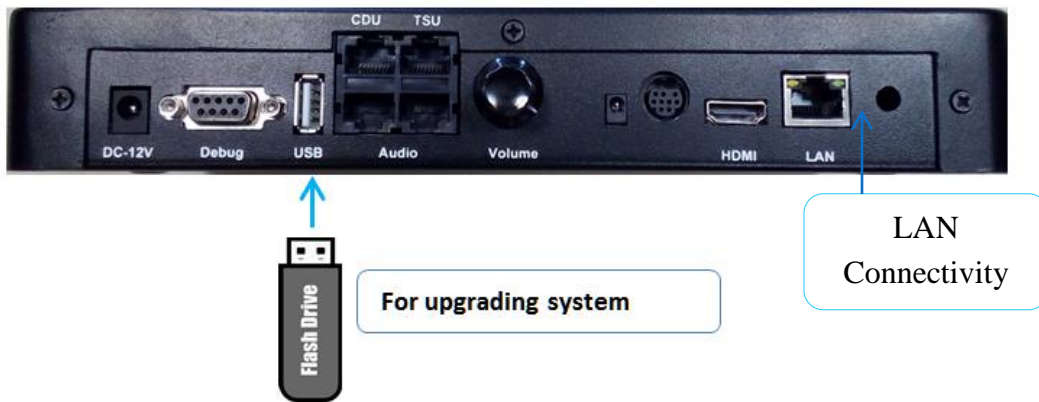 CDU TSU
DC-12V Debug USB Audio Volume HDMI LAN
Flash Drive
For upgrading system
LAN
Connectivity